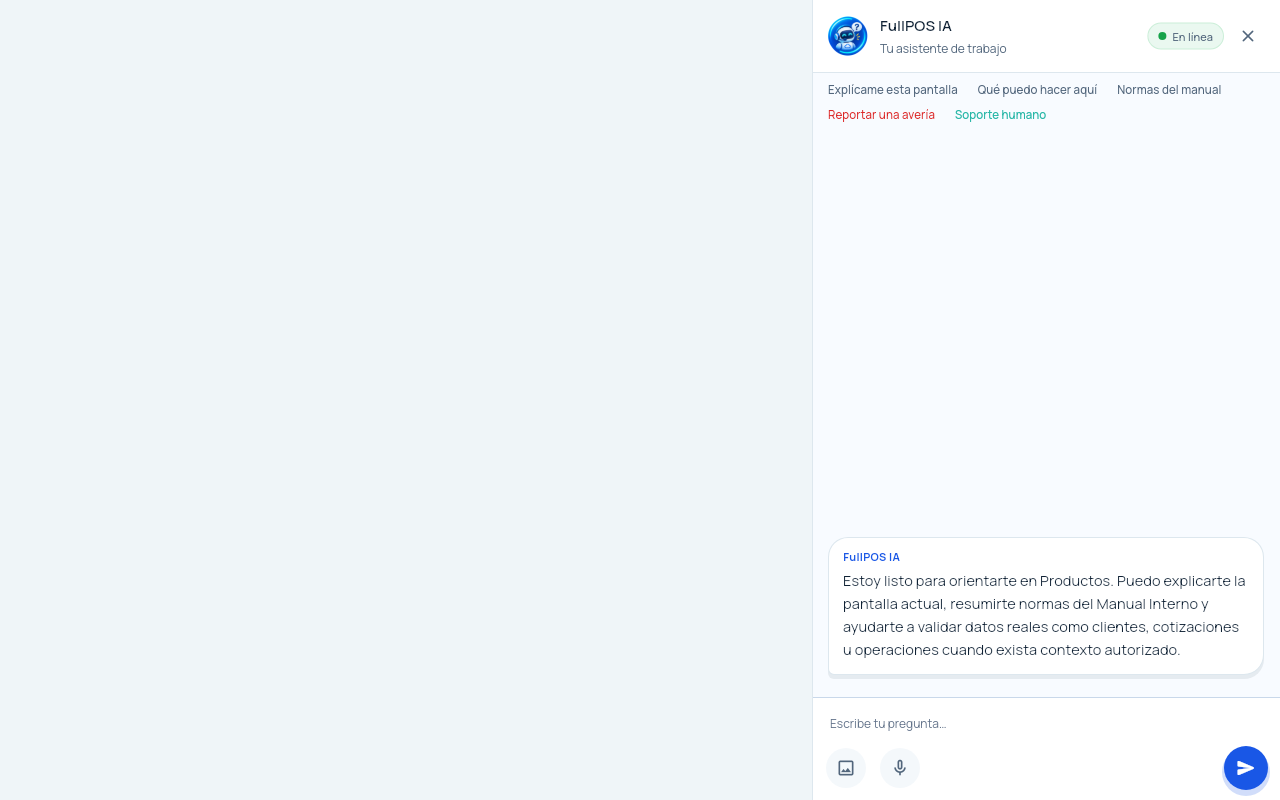 FullPOS IA
Tu asistente de trabajo
En línea
Explícame esta pantalla
Qué puedo hacer aquí
Normas del manual
Reportar una avería
Soporte humano
FullPOS IA
Estoy listo para orientarte en Productos. Puedo explicarte la
pantalla actual, resumirte normas del Manual Interno y
ayudarte a validar datos reales como clientes, cotizaciones
u operaciones cuando exista contexto autorizado.
Escribe tu pregunta...